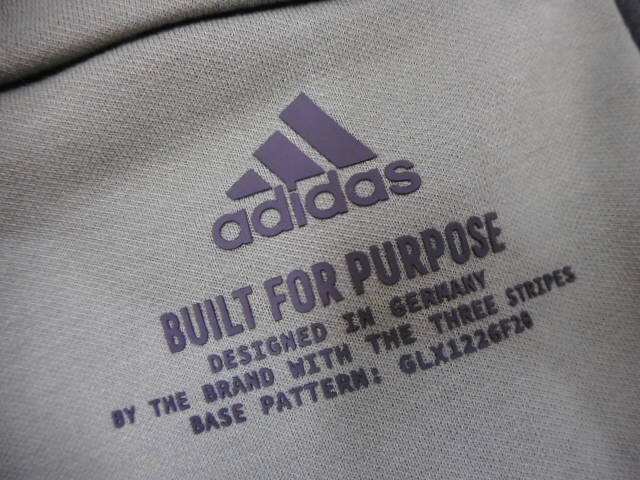 adidas
BUILT FOR PURPOSE
DESIGNED IN GERMANY
BY THE BRAND WITH THE THREE STRIPES
BASE PATTERN: GLX1226F20